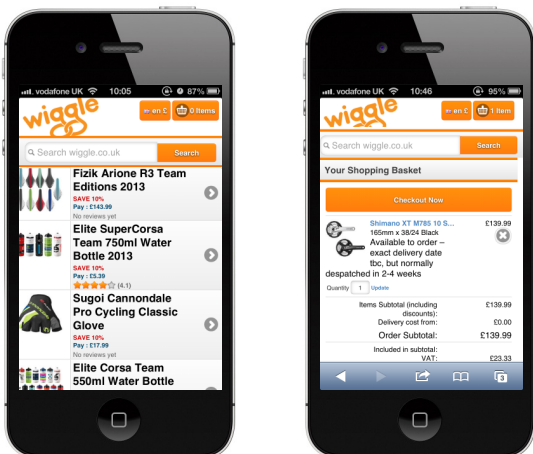 vodafone UK 10:05 87%
wiggle
en £ 0 Items
Search wiggle.co.uk Search
Fizik Arione R3 Team
Editions 2013
SAVE 10%
Pay : £143.99
No reviews yet
Elite SuperCorsa
Team 750ml Water
Bottle 2013
SAVE 10%
Pay : £5.39
(4.1)
Sugoi Cannondale
Pro Cycling Classic
Glove
SAVE 10%
Pay : £17.99
No reviews yet
Elite Corsa Team
550ml Water Bottle
vodafone UK 10:46 95%
wiggle
en £ 1 Item
Search wiggle.co.uk Search
Your Shopping Basket
Checkout Now
Shimano XT M785 10 S... £139.99
165mm x 38/24 Black
Available to order –
exact delivery date
tbc, but normally
despatched in 2-4 weeks
Quantity 1 Update
Items Subtotal (including £139.99
discounts):
Delivery cost from: £0.00
Order Subtotal: £139.99
Included in subtotal:
VAT: £23.33
3